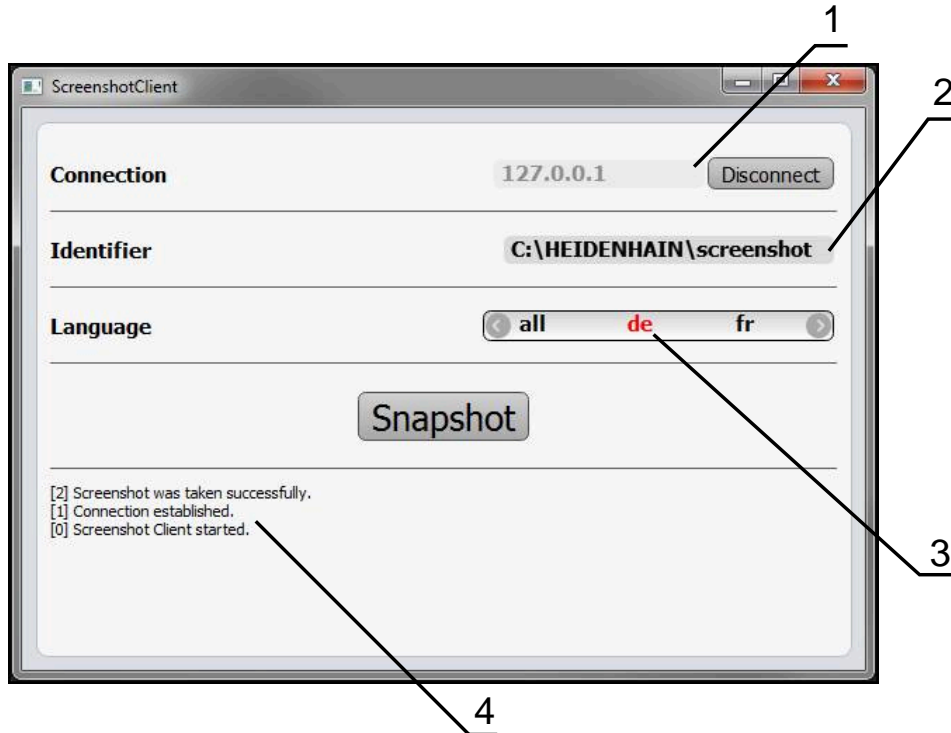 1
ScreenshotClient
2
Connection 127.0.0.1 Disconnect
Identifier C:\HEIDENHAIN\screenshot
Language all de fr
Snapshot
[2] Screenshot was taken successfully.
[1] Connection established.
[0] Screenshot Client started.
3
4